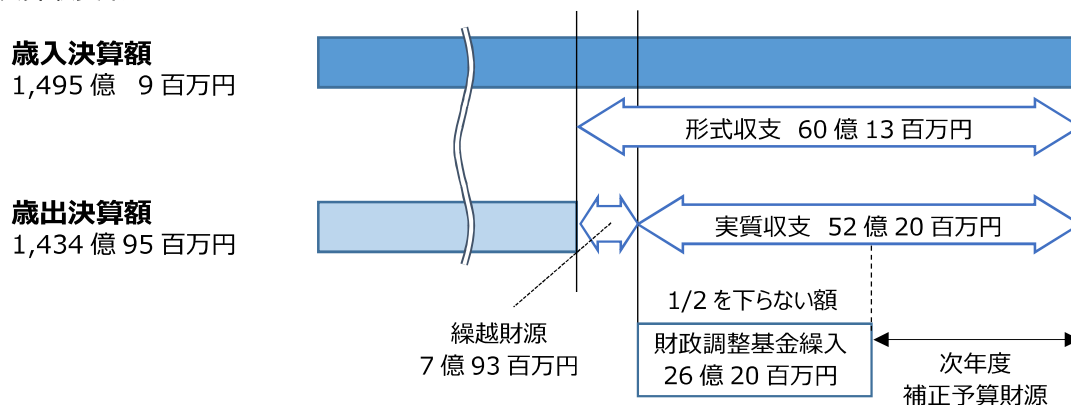 歳入決算額
1,495 億 9 百万円
形式収支 60 億 13 百万円
歳出決算額
1,434 億 95 百万円
実質収支 52 億 20 百万円
1/2 を下らない額
繰越財源
7 億 93 百万円
財政調整基金繰入
26 億 20 百万円
次年度
補正予算財源